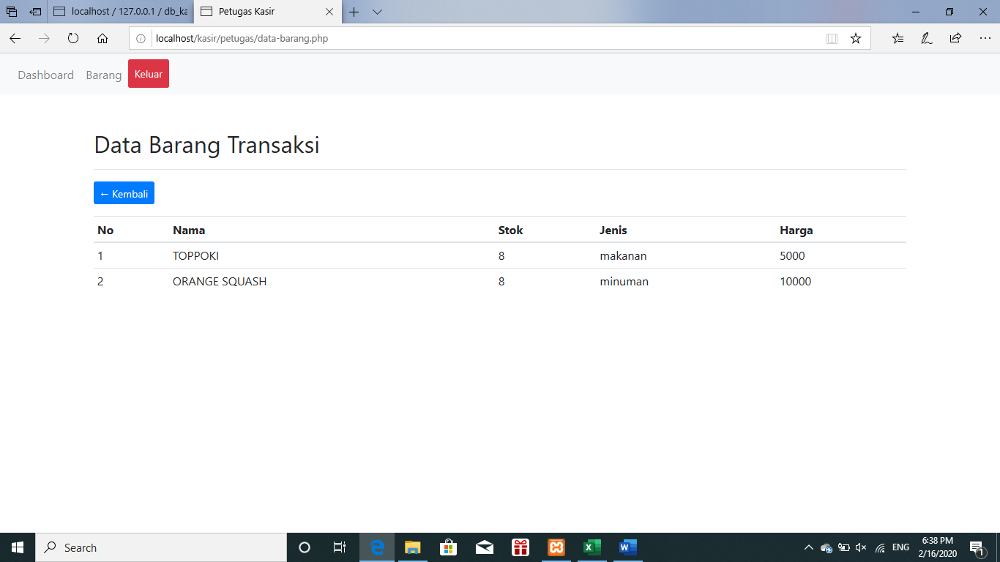 localhost / 127.0.0.1 / db_ka
Petugas Kasir
localhost/kasir/petugas/data-barang.php
Dashboard Barang Keluar
Data Barang Transaksi
← Kembali
No Nama Stok Jenis Harga
1 TOPPOKI 8 makanan 5000
2 ORANGE SQUASH 8 minuman 10000
Search
ENG
6:38 PM
2/16/2020
1